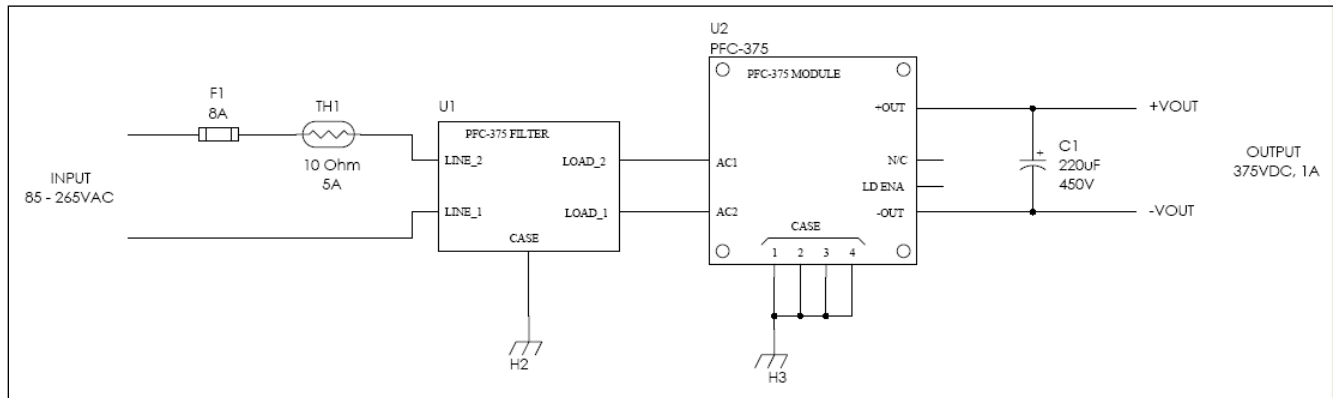 INPUT
85 - 265VAC
F1
8A
TH1
10 Ohm
5A
U1
PFC-375 FILTER
LINE_2
LOAD_2
LINE_1
LOAD_1
CASE
H2
U2
PFC-375
PFC-375 MODULE
+OUT
AC1
N/C
LD ENA
AC2
-OUT
CASE
1 2 3 4
H3
+
C1
220uF
450V
+VOUT
OUTPUT
375VDC, 1A
-VOUT